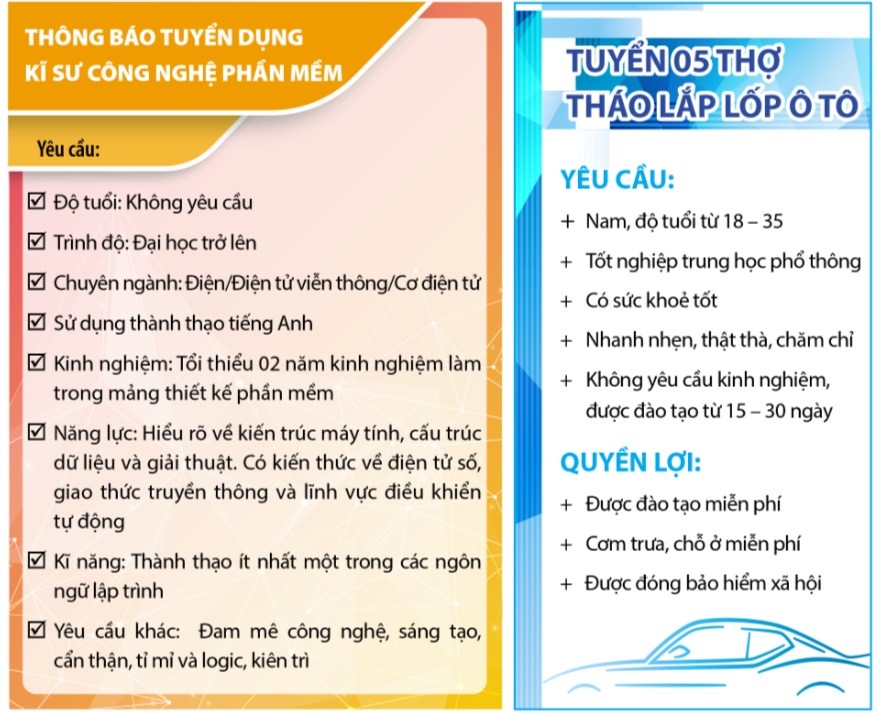 THÔNG BÁO TUYỂN DỤNG
KĨ SƯ CÔNG NGHỆ PHẦN MỀM
Yêu cầu:
☑ Độ tuổi: Không yêu cầu
☑ Trình độ: Đại học trở lên
☑ Chuyên ngành: Điện/Điện tử viễn thông/Cơ điện tử
☑ Sử dụng thành thạo tiếng Anh
☑ Kinh nghiệm: Tổi thiểu 02 năm kinh nghiệm làm
trong mảng thiết kế phần mềm
☑ Năng lực: Hiểu rõ về kiến trúc máy tính, cấu trúc
dữ liệu và giải thuật. Có kiến thức về điện tử số,
giao thức truyền thông và lĩnh vực điều khiển
tự động
☑ Kĩ năng: Thành thạo ít nhất một trong các ngôn
ngữ lập trình
☑ Yêu cầu khác: Đam mê công nghệ, sáng tạo,
cẩn thận, tỉ mỉ và logic, kiên trì
TUYỂN 05 THỢ
THÁO LẮP LỐP Ô TÔ
YÊU CẦU:
+ Nam, độ tuổi từ 18 – 35
+ Tốt nghiệp trung học phổ thông
+ Có sức khoẻ tốt
+ Nhanh nhẹn, thật thà, chăm chỉ
+ Không yêu cầu kinh nghiệm,
được đào tạo từ 15 – 30 ngày
QUYỀN LỢI:
+ Được đào tạo miễn phí
+ Cơm trưa, chỗ ở miễn phí
+ Được đóng bảo hiểm xã hội